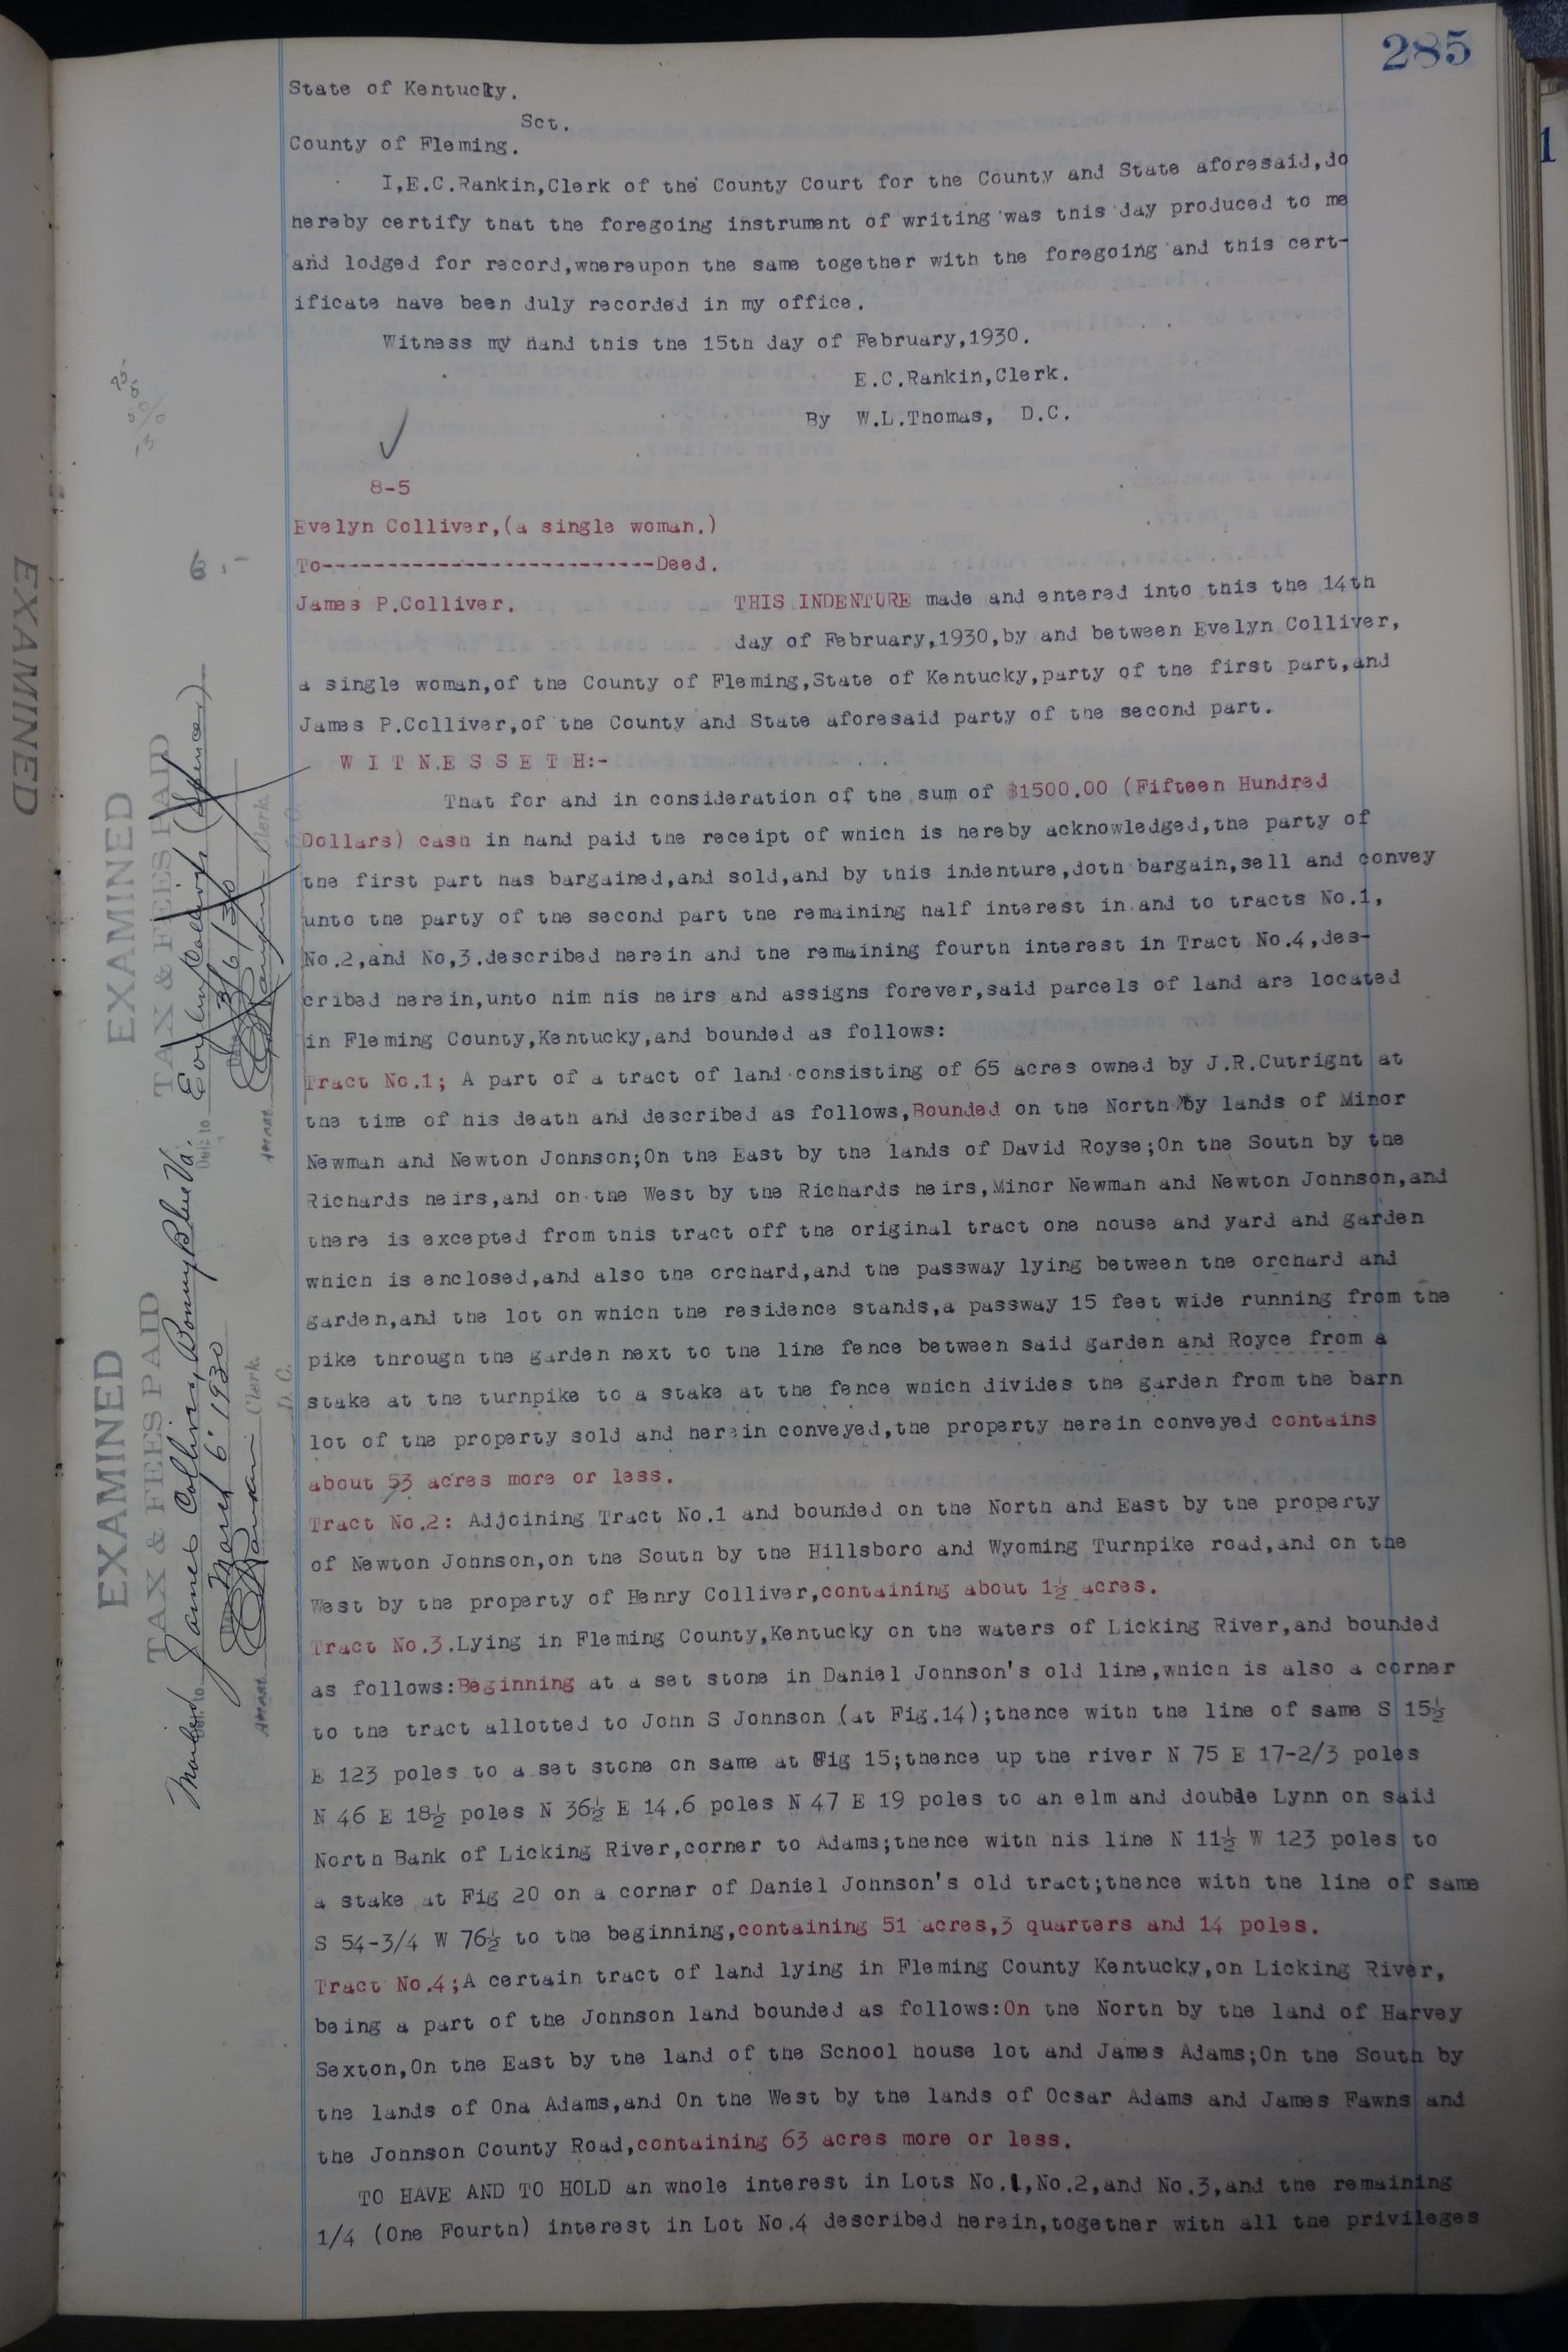 285
State of Kentucky.
Sct.
County of Fleming.
I,E.C.Rankin,Clerk of the County Court for the County and State aforesaid,do
hereby certify that the foregoing instrument of writing was this day produced to me
and lodged for record,whereupon the same together with the foregoing and this cert-
ificate have been duly recorded in my office.
Witness my hand this the 15th day of February,1930.
E.C.Rankin,Clerk.
By W.L.Thomas, D.C.
8-5
Evelyn Colliver,(a single woman.)
To-------------------------Deed.
James P.Colliver. THIS INDENTURE made and entered into this the 14th
day of February,1930,by and between Evelyn Colliver,
a single woman,of the County of Fleming,State of Kentucky,party of the first part,and
James P.Colliver,of the County and State aforesaid party of the second part.
W I T N.E S S E T H:-
That for and in consideration of the sum of $1500.00 (Fifteen Hundred
Dollars) cash in hand paid the receipt of which is hereby acknowledged,the party of
the first part has bargained,and sold,and by this indenture,doth bargain,sell and convey
unto the party of the second part the remaining half interest in and to tracts No.1,
No.2,and No,3.described herein and the remaining fourth interest in Tract No.4,des-
cribed herein,unto him his heirs and assigns forever,said parcels of land are located
in Fleming County,Kentucky,and bounded as follows:
Tract No.1; A part of a tract of land consisting of 65 acres owned by J.R.Cutright at
the time of his death and described as follows,Bounded on the North by lands of Minor
Newman and Newton Johnson;On the East by the lands of David Royse;On the South by the
Richards heirs,and on the West by the Richards heirs,Minor Newman and Newton Johnson,and
there is excepted from this tract off the original tract one house and yard and garden
which is enclosed,and also the orchard,and the passway lying between the orchard and
garden,and the lot on which the residence stands,a passway 15 feet wide running from the
pike through the garden next to the line fence between said garden and Royce from a
stake at the turnpike to a stake at the fence which divides the garden from the barn
lot of the property sold and herein conveyed,the property herein conveyed contains
about 53 acres more or less.
Tract No.2: Adjoining Tract No.1 and bounded on the North and East by the property
of Newton Johnson,on the South by the Hillsboro and Wyoming Turnpike road,and on the
West by the property of Henry Colliver,containing about 1½ acres.
Tract No.3.Lying in Fleming County,Kentucky on the waters of Licking River,and bounded
as follows:Beginning at a set stone in Daniel Johnson's old line,which is also a corner
to the tract allotted to John S Johnson (at Fig.14);thence with the line of same S 15½
E 123 poles to a set stone on same at Fig 15;thence up the river N 75 E 17-2/3 poles
N 46 E 18½ poles N 36½ E 14.6 poles N 47 E 19 poles to an elm and double Lynn on said
North Bank of Licking River,corner to Adams;thence with his line N 11½ W 123 poles to
a stake at Fig 20 on a corner of Daniel Johnson's old tract;thence with the line of same
S 54-3/4 W 76½ to the beginning,containing 51 acres,3 quarters and 14 poles.
Tract No.4;A certain tract of land lying in Fleming County Kentucky,on Licking River,
being a part of the Johnson land bounded as follows:On the North by the land of Harvey
Sexton,On the East by the land of the School house lot and James Adams;On the South by
the lands of Ona Adams,and On the West by the lands of Ocsar Adams and James Fawns and
the Johnson County Road,containing 63 acres more or less.
TO HAVE AND TO HOLD an whole interest in Lots No.1,No.2,and No.3,and the remaining
1/4 (One Fourth) interest in Lot No.4 described herein,together with all the privileges
EXAMINED
EXAMINED
TAX & FEES PAID
Evelyn Colliver
3/6/30
Clerk
EXAMINED
TAX & FEES PAID
James Colliver, Bonny Blue Va.
March 6 1930
Clerk
D.C.